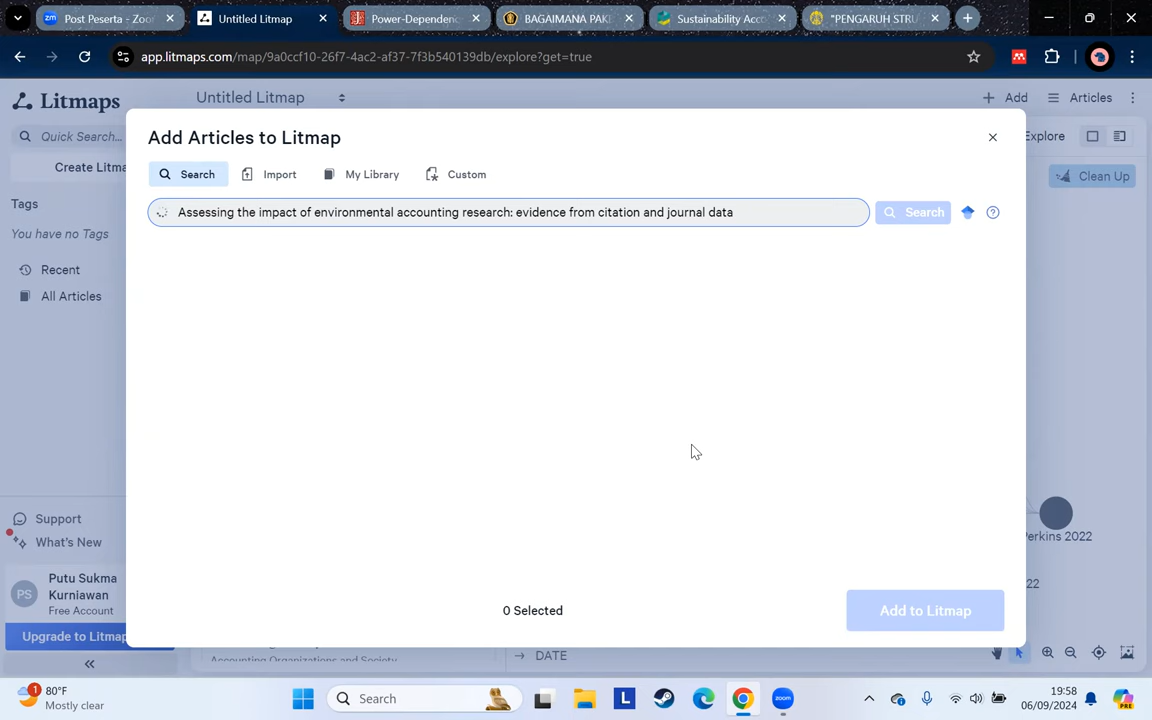 Post Peserta - Zoo
Untitled Litmap
Power-Dependenc
BAGAIMANA PAKE
Sustainability Acco
"PENGARUH STRU
app.litmaps.com/map/9a0ccf10-26f7-4ac2-af37-7f3b540139db/explore?get=true
Litmaps
Untitled Litmap
Add
Articles
Quick Search...
Add Articles to Litmap
Explore
Create Litma
Search
Import
My Library
Custom
Clean Up
Tags
Assessing the impact of environmental accounting research: evidence from citation and journal data
Search
You have no Tags
Recent
All Articles
Support
What's New
Perkins 2022
22
Putu Sukma
Kurniawan
PS
Free Account
0 Selected
Add to Litmap
Upgrade to Litmap
Accounting Organizations and Society
DATE
80°F
Mostly clear
1
Search
L
PRE
19:58
06/09/2024